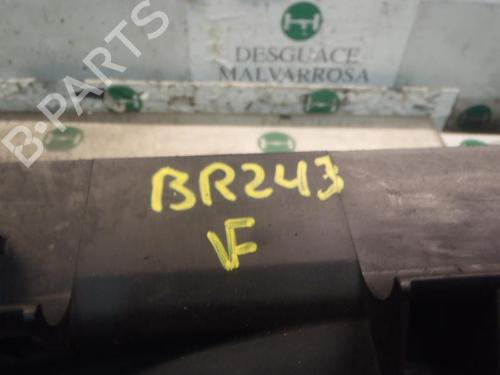 DESGUACE
MALVARROSA
B-PARTS
BR243
VF